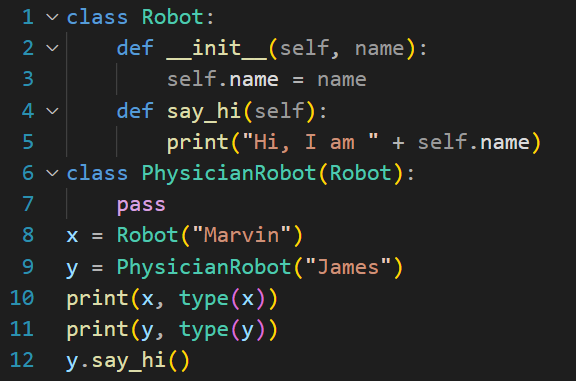 1 class Robot:
2     def __init__(self, name):
3         self.name = name
4     def say_hi(self):
5         print("Hi, I am " + self.name)
6 class PhysicianRobot(Robot):
7     pass
8 x = Robot("Marvin")
9 y = PhysicianRobot("James")
10 print(x, type(x))
11 print(y, type(y))
12 y.say_hi()